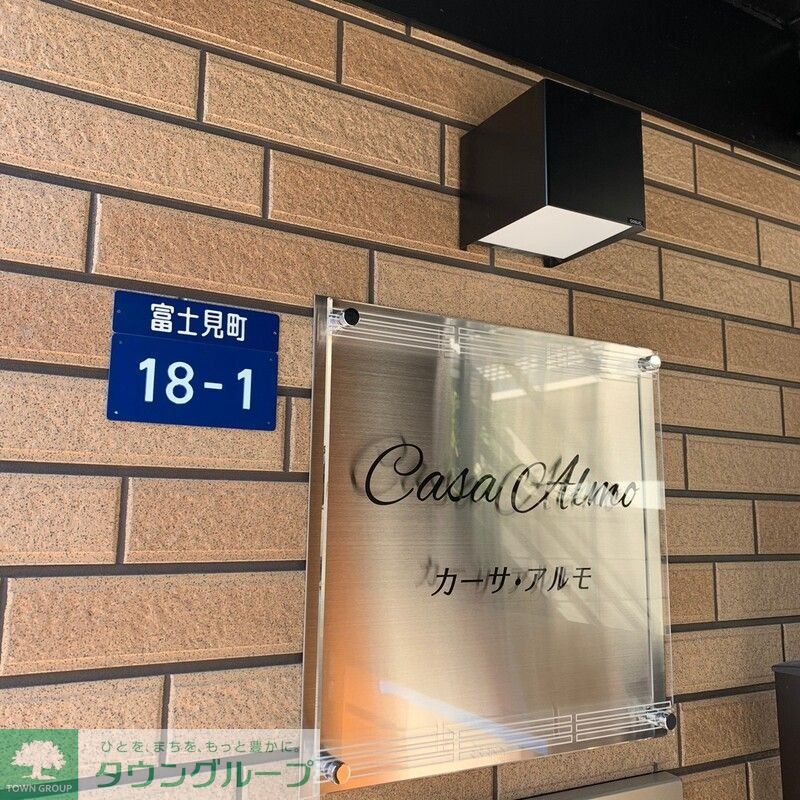 富士見町
18-1
Casa Almo
カーサ・アルモ
ひとを、まちを、もっと豊かに。
タウングループ
TOWN GROUP